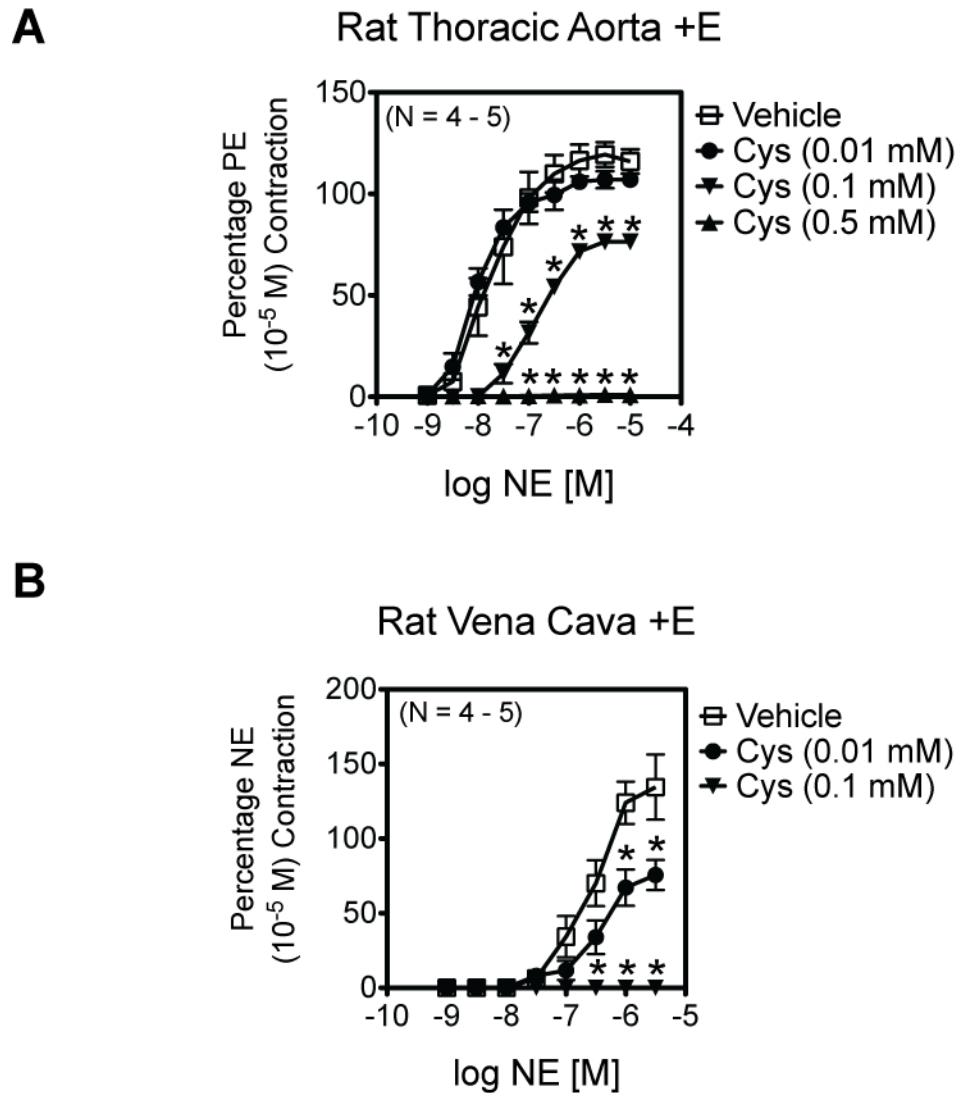 A
Rat Thoracic Aorta +E
Percentage PE
(10-5 M) Contraction
150
100
50
0
(N = 4 - 5)
Vehicle
Cys (0.01 mM)
Cys (0.1 mM)
Cys (0.5 mM)
* * * * * *
* * * * *
-10 -9 -8 -7 -6 -5 -4
log NE [M]
B
Rat Vena Cava +E
Percentage NE
(10-5 M) Contraction
200
150
100
50
0
(N = 4 - 5)
Vehicle
Cys (0.01 mM)
Cys (0.1 mM)
* *
* * *
-10 -9 -8 -7 -6 -5
log NE [M]